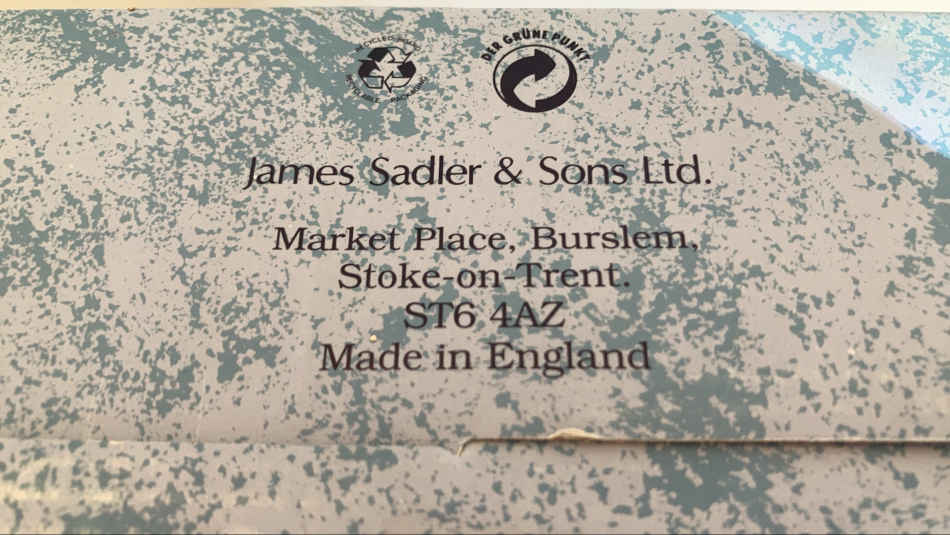 DER GRÜNE PUNKT
James Sadler & Sons Ltd.
Market Place, Burslem,
Stoke-on-Trent.
ST6 4AZ
Made in England